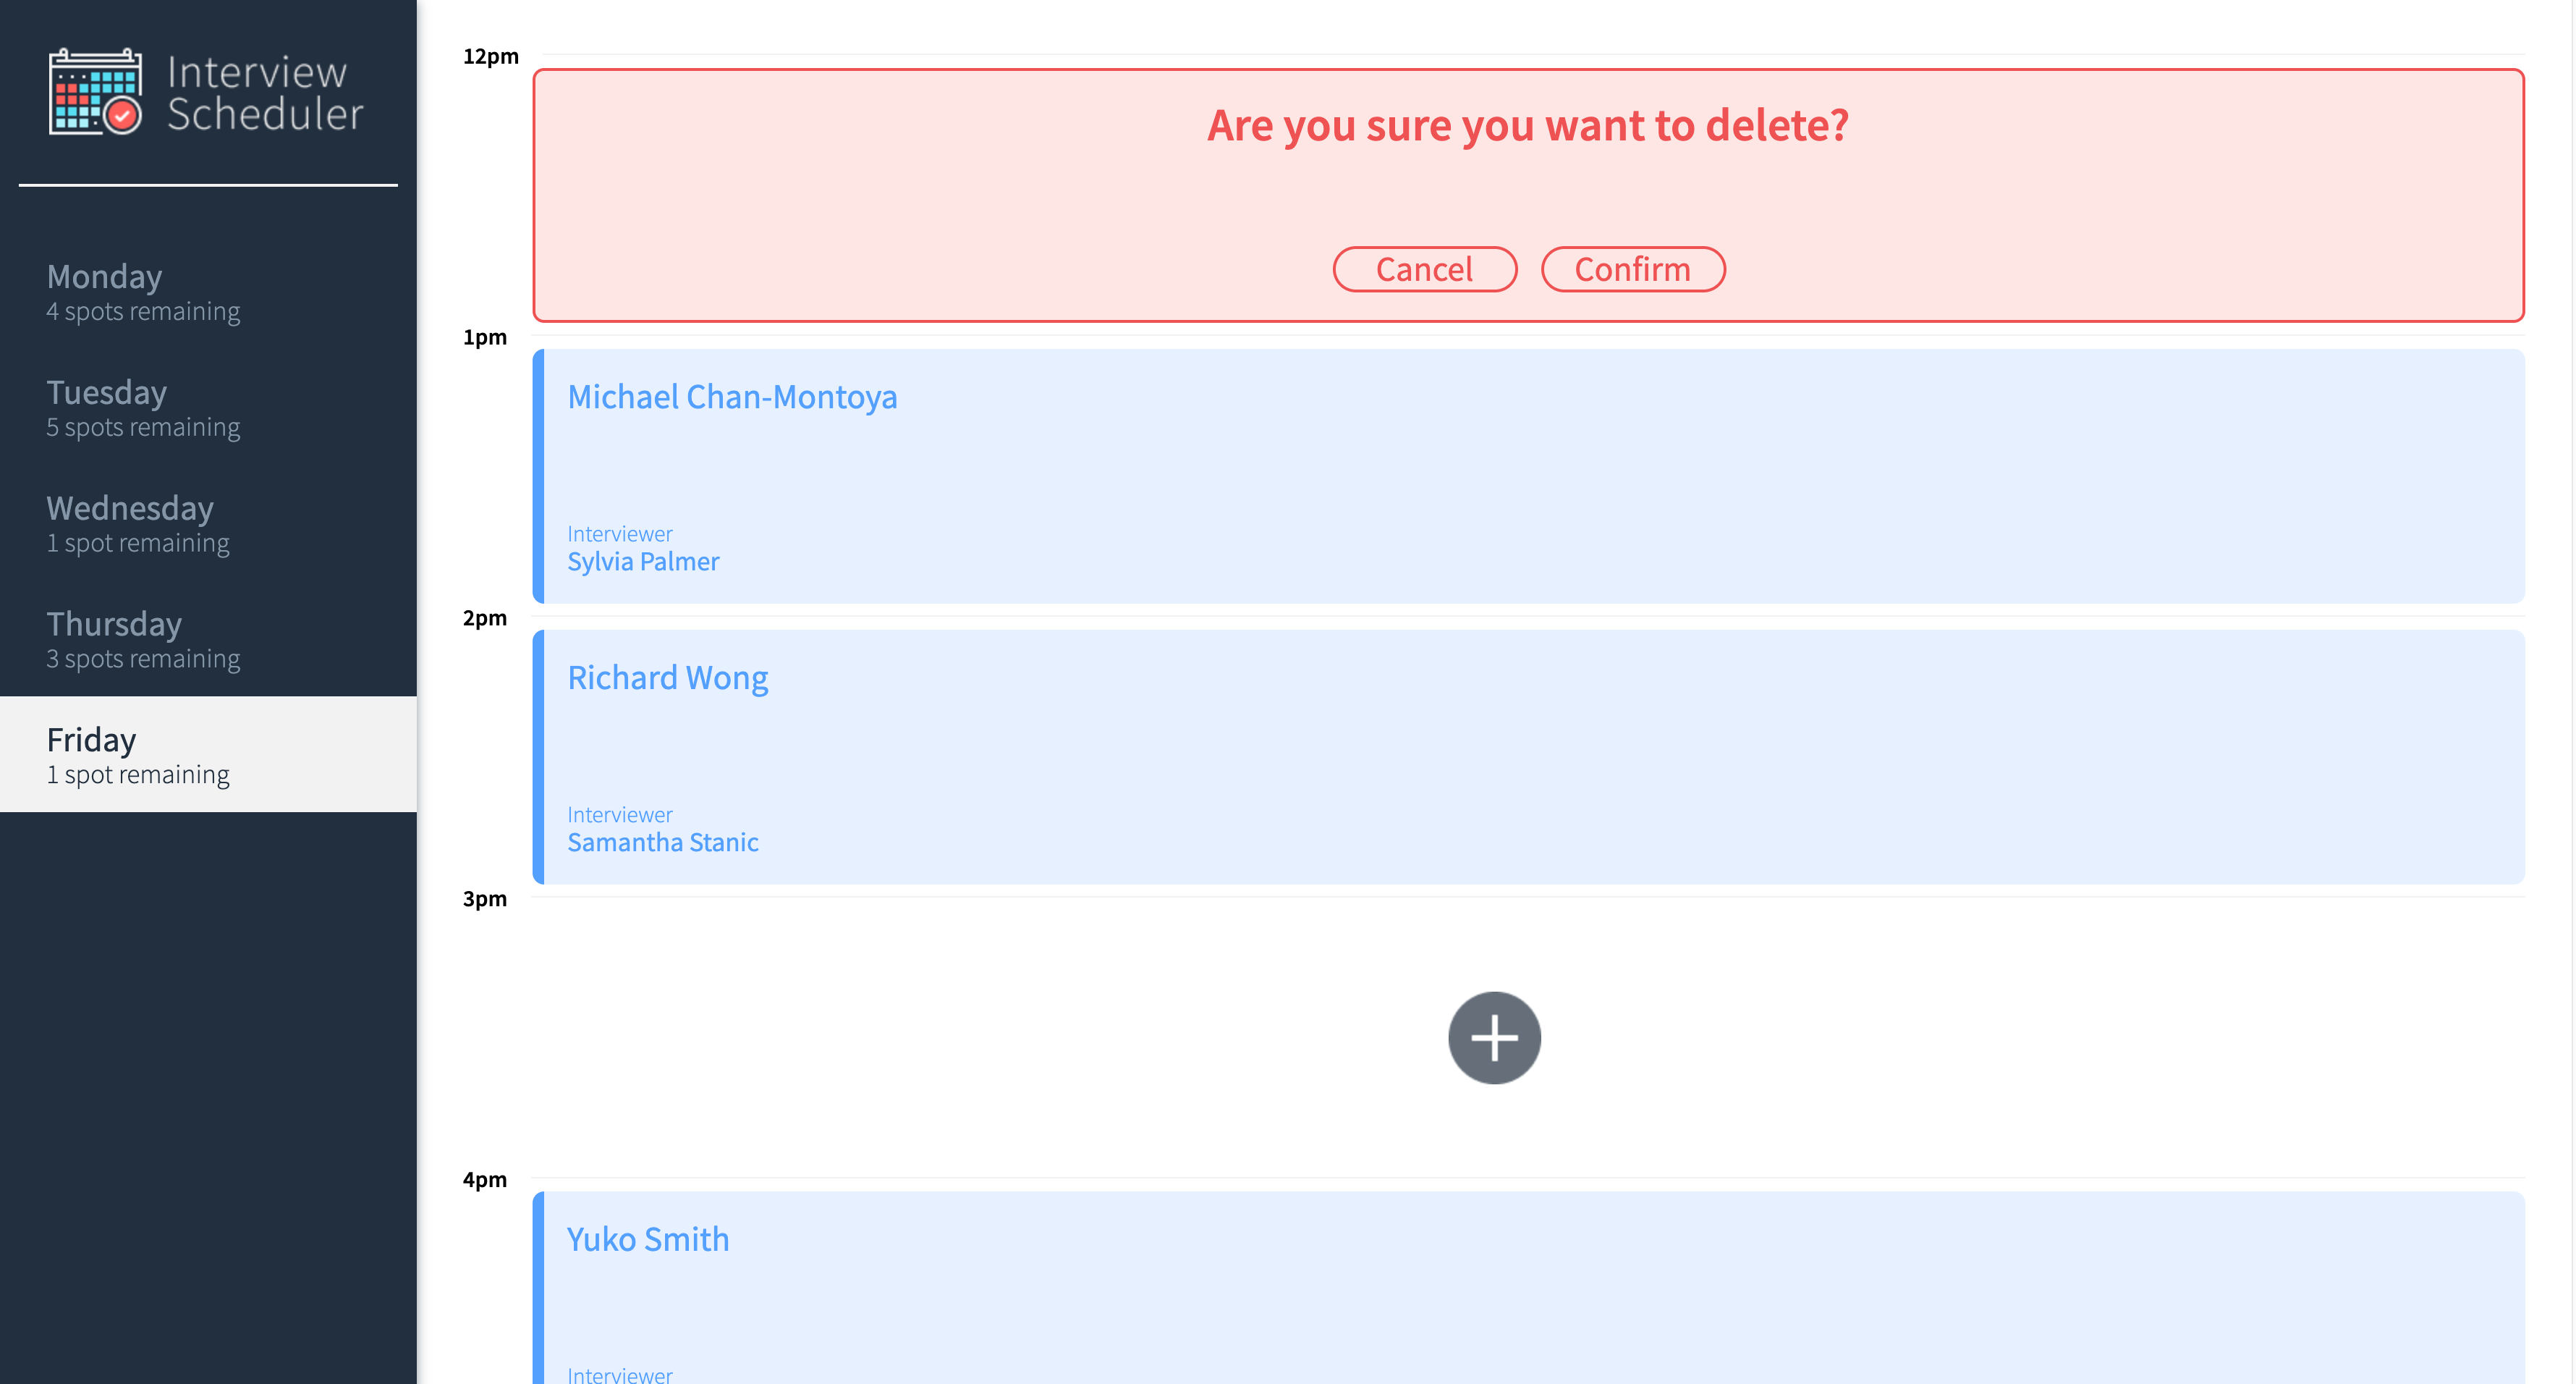 Interview
Scheduler
Monday
4 spots remaining
Tuesday
5 spots remaining
Wednesday
1 spot remaining
Thursday
3 spots remaining
Friday
1 spot remaining
12pm
Are you sure you want to delete?
Cancel Confirm
1pm
Michael Chan-Montoya
Interviewer
Sylvia Palmer
2pm
Richard Wong
Interviewer
Samantha Stanic
3pm
4pm
Yuko Smith
Interviewer